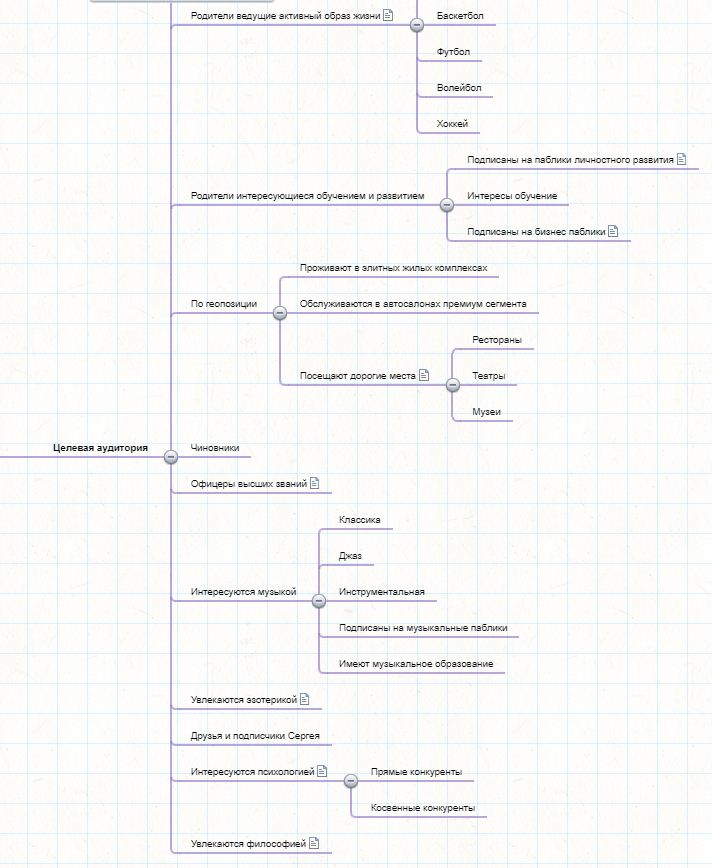 Родители ведущие активный образ жизни
Баскетбол
Футбол
Волейбол
Хоккей
Родители интересующиеся обучением и развитием
Подписаны на паблики личностного развития
Интересы обучение
Подписаны на бизнес паблики
По геопозиции
Проживают в элитных жилых комплексах
Обслуживаются в автосалонах премиум сегмента
Посещают дорогие места
Рестораны
Театры
Музеи
Целевая аудитория
Чиновники
Офицеры высших званий
Интересуются музыкой
Классика
Джаз
Инструментальная
Подписаны на музыкальные паблики
Имеют музыкальное образование
Увлекаются эзотерикой
Друзья и подписчики Сергея
Интересуются психологией
Прямые конкуренты
Косвенные конкуренты
Увлекаются философией